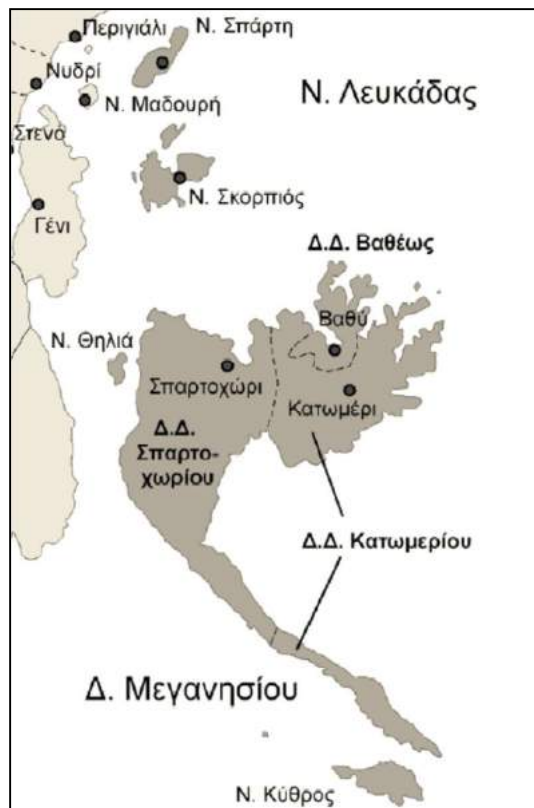 Περιγιάλι
Ν. Σπάρτη
Νυδρί
Ν. Μαδουρή
Ν. Λευκάδας
Στενό
Ν. Σκορπιός
Γένι
Δ.Δ. Βαθέως
Βαθύ
Ν. Θηλιά
Σπαρτοχώρι
Κατωμέρι
Δ.Δ.
Σπαρτο-
χωρίου
Δ.Δ. Κατωμερίου
Δ. Μεγανησίου
Ν. Κύθρος